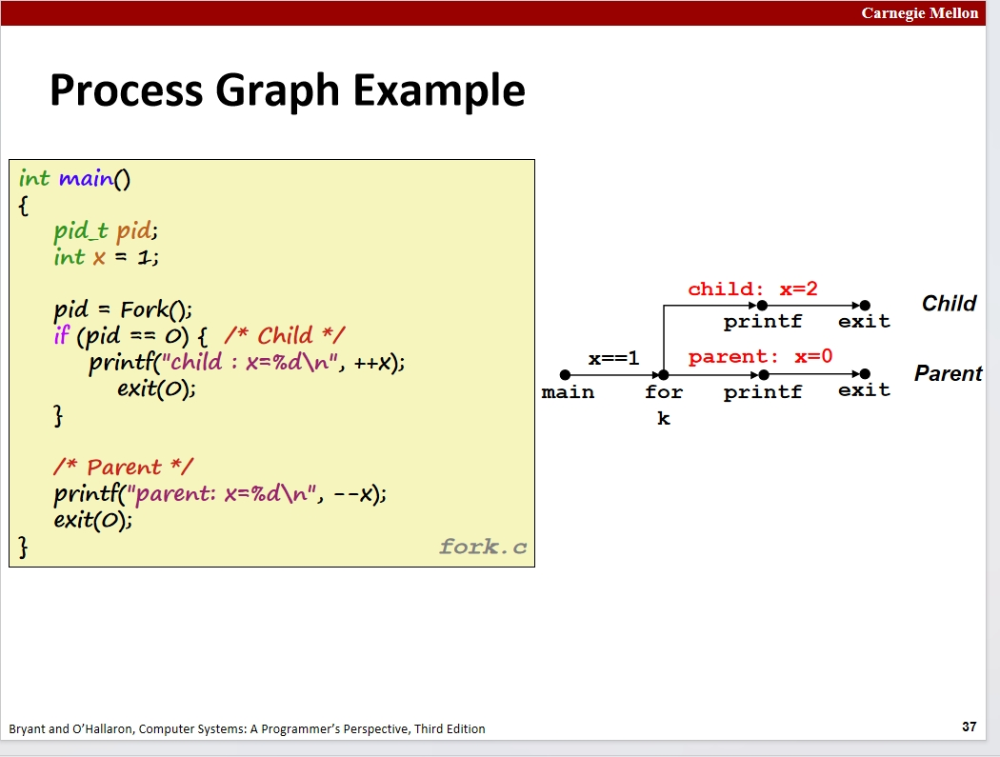 Carnegie Mellon
Process Graph Example
int main()
{
pid_t pid;
int x = 1;
pid = Fork();
if (pid == 0) { /* Child */
printf("child : x=%d\n", ++x);
exit(0);
}
/* Parent */
printf("parent: x=%d\n", --x);
exit(0);
}
fork.c
child: x=2
Child
printf
exit
x==1
parent: x=0
Parent
main
for
k
printf
exit
Bryant and O'Hallaron, Computer Systems: A Programmer's Perspective, Third Edition
37